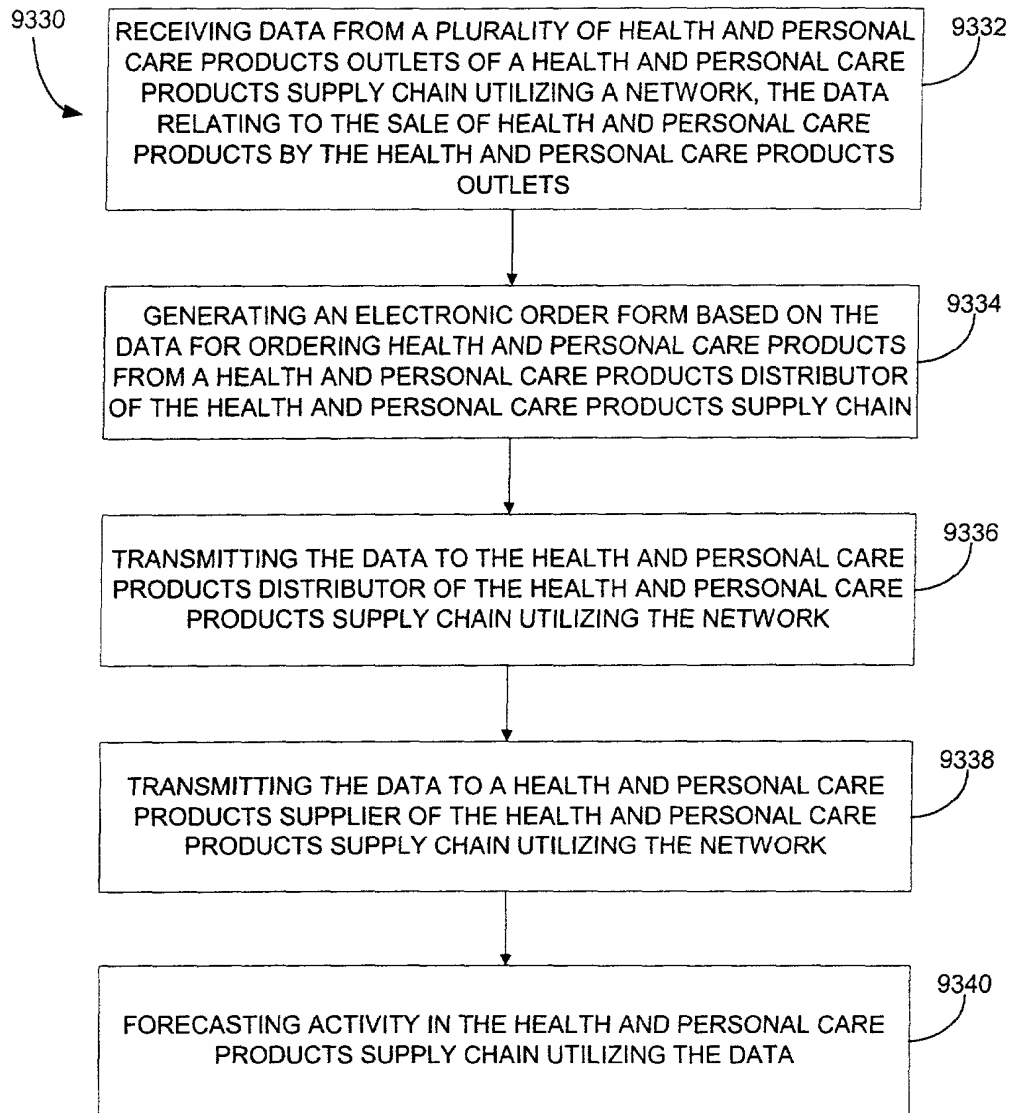 9330
RECEIVING DATA FROM A PLURALITY OF HEALTH AND PERSONAL
CARE PRODUCTS OUTLETS OF A HEALTH AND PERSONAL CARE
PRODUCTS SUPPLY CHAIN UTILIZING A NETWORK, THE DATA
RELATING TO THE SALE OF HEALTH AND PERSONAL CARE
PRODUCTS BY THE HEALTH AND PERSONAL CARE PRODUCTS
OUTLETS
9332
GENERATING AN ELECTRONIC ORDER FORM BASED ON THE
DATA FOR ORDERING HEALTH AND PERSONAL CARE PRODUCTS
FROM A HEALTH AND PERSONAL CARE PRODUCTS DISTRIBUTOR
OF THE HEALTH AND PERSONAL CARE PRODUCTS SUPPLY CHAIN
9334
TRANSMITTING THE DATA TO THE HEALTH AND PERSONAL CARE
PRODUCTS DISTRIBUTOR OF THE HEALTH AND PERSONAL CARE
PRODUCTS SUPPLY CHAIN UTILIZING THE NETWORK
9336
TRANSMITTING THE DATA TO A HEALTH AND PERSONAL CARE
PRODUCTS SUPPLIER OF THE HEALTH AND PERSONAL CARE
PRODUCTS SUPPLY CHAIN UTILIZING THE NETWORK
9338
FORECASTING ACTIVITY IN THE HEALTH AND PERSONAL CARE
PRODUCTS SUPPLY CHAIN UTILIZING THE DATA
9340